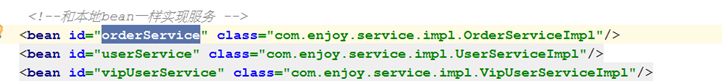 <!--和本地bean一样实现服务 -->
<bean id="orderService" class="com.enjoy.service.impl.OrderServiceImpl"/>
<bean id="userService" class="com.enjoy.service.impl.UserServiceImpl"/>
<bean id="vipUserService" class="com.enjoy.service.impl.VipUserServiceImpl"/>